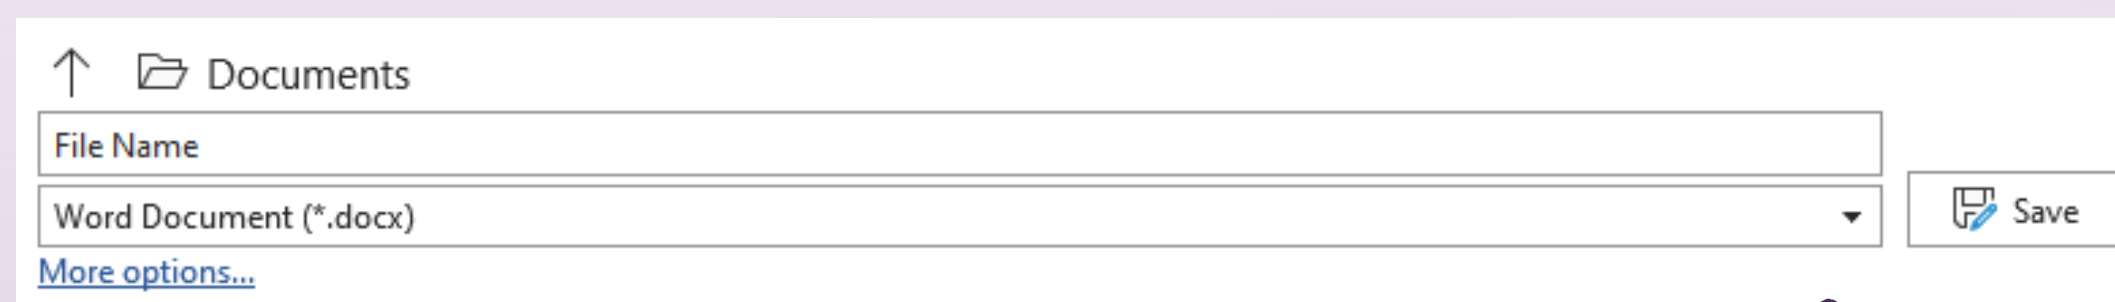 Documents
File Name
Word Document (*.docx)
Save
More options...